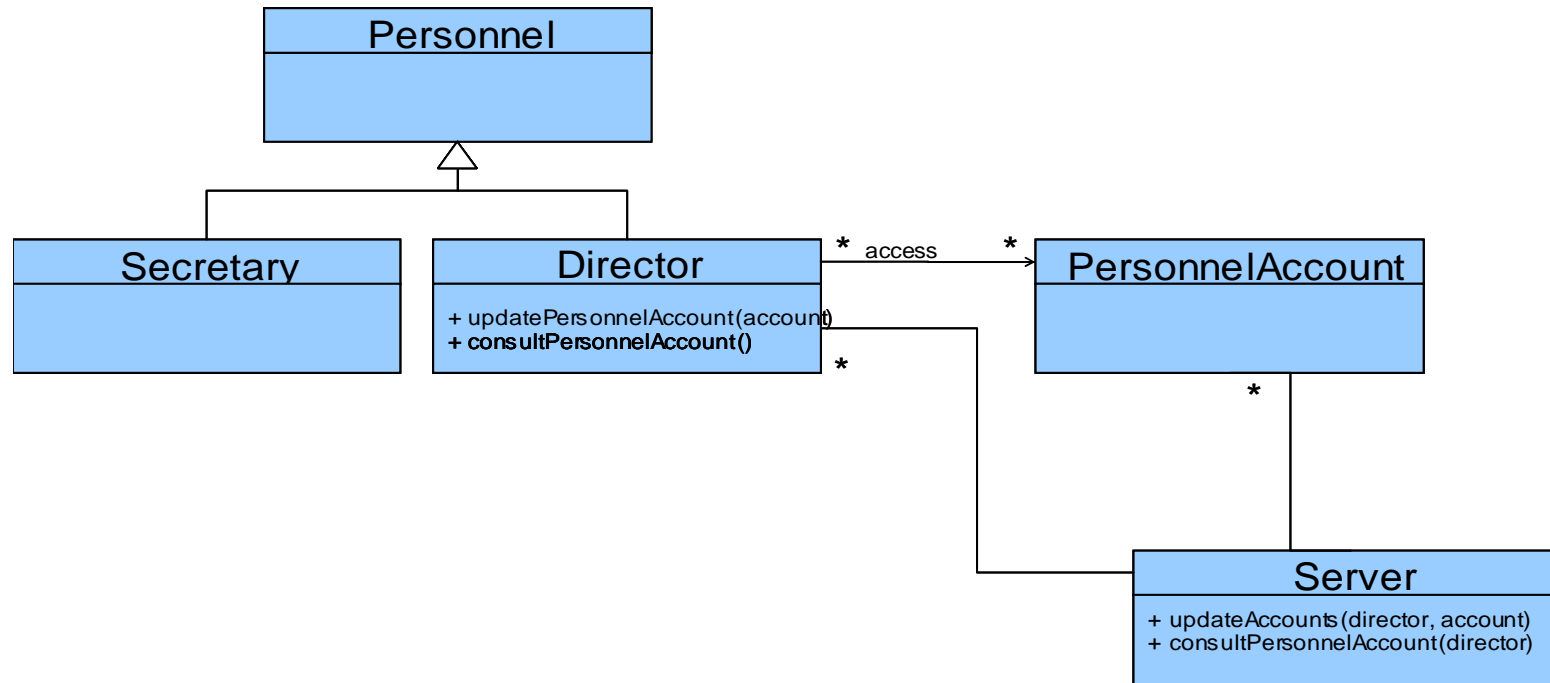 Personnel
Secretary
Director
+ updatePersonnelAccount(account)
+ consultPersonnelAccount()
* access *
*
PersonnelAccount
*
Server
+ updateAccounts(director, account)
+ consultPersonnelAccount(director)